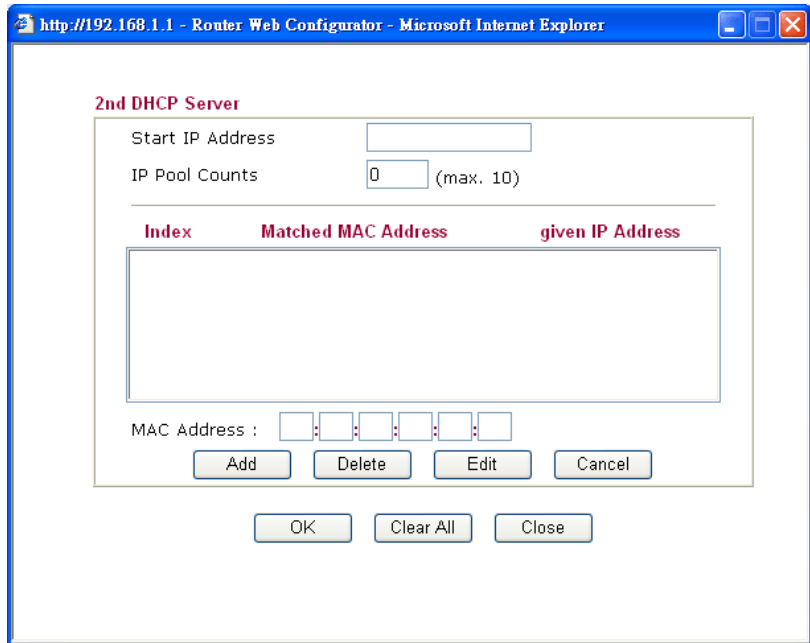 http://192.168.1.1 - Router Web Configurator - Microsoft Internet Explorer
2nd DHCP Server
Start IP Address
IP Pool Counts 0 (max. 10)
Index Matched MAC Address given IP Address
MAC Address : : : : : :
Add Delete Edit Cancel
OK Clear All Close